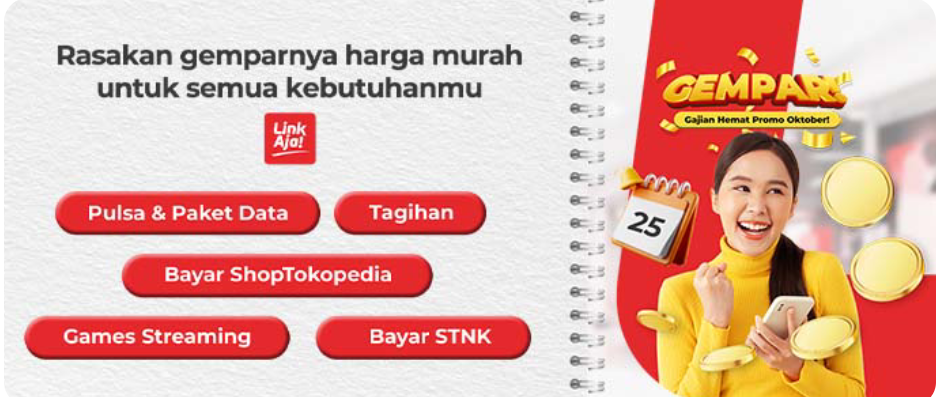 Rasakan gemparnya harga murah
untuk semua kebutuhanmu
Link
Aja!
Pulsa & Paket Data
Tagihan
Bayar ShopTokopedia
Games Streaming
Bayar STNK
GEMPAR
Gajian Hemat Promo Oktober!
25